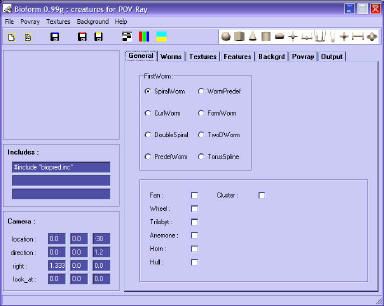 Bioform 0.99p : creatures for POV-Ray
File Povray Textures Background Help
General Worms Textures Features Backgrd Povray Output
FirstWorm
SpiralWorm WormPredef
CurlWorm FormWorm
DoubleSpiral TwoDWorm
PredefWorm TorusSpline
Includes :
#include "biopred.inc"
Fan : Cluster :
Wheel :
Trilobyt :
Anemone :
Horn :
Hull :
Camera :
location : 0.0 0.0 -30
direction : 0.0 0.0 1.2
right : 1.333 0.0 0.0
look_at : 0.0 0.0 0.0